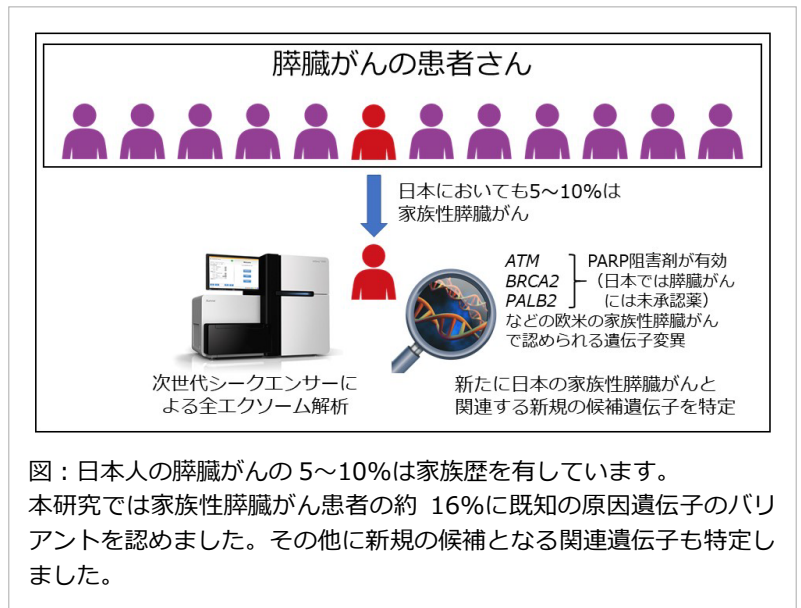 膵臓がんの患者さん
日本においても5～10%は
家族性膵臓がん
ATM
BRCA2
PALB2
PARP阻害剤が有効
（日本では膵臓がん
には未承認薬）
などの欧米の家族性膵臓がん
で認められる遺伝子変異
次世代シークエンサーに
よる全エクソーム解析
新たに日本の家族性膵臓がんと
関連する新規の候補遺伝子を特定
図：日本人の膵臓がんの 5～10%は家族歴を有しています。
本研究では家族性膵臓がん患者の約 16%に既知の原因遺伝子のバリ
アントを認めました。その他に新規の候補となる関連遺伝子も特定し
ました。